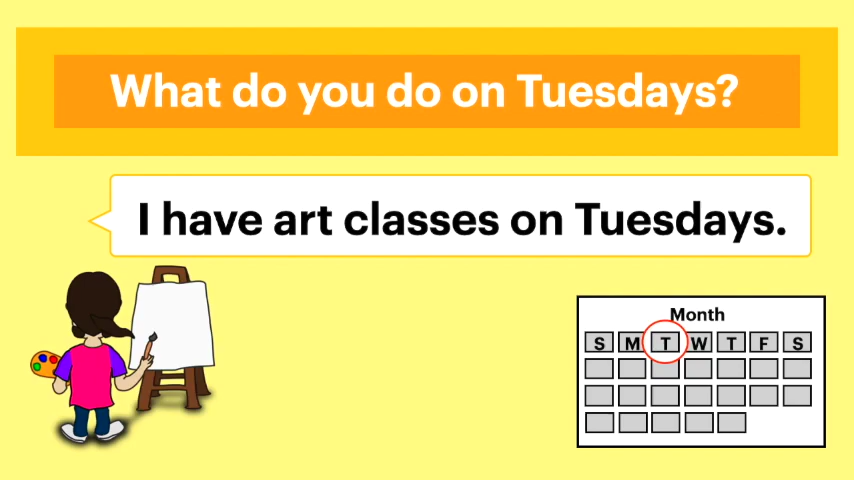 What do you do on Tuesdays?
I have art classes on Tuesdays.
Month
S M T W T F S